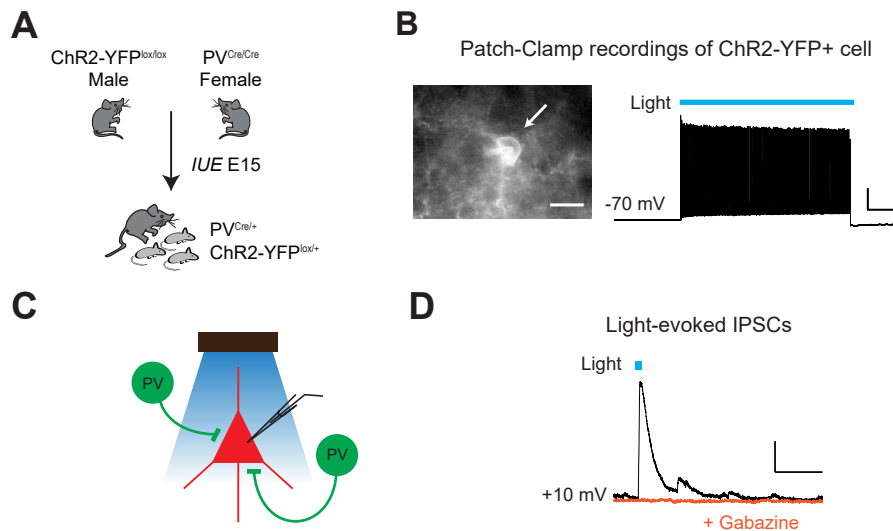 A
ChR2-YFPlox/lox
Male
PVCre/Cre
Female
IUE E15
PVCre/+
ChR2-YFPlox/+
B
Patch-Clamp recordings of ChR2-YFP+ cell
Light
-70 mV
C
PV
PV
D
Light-evoked IPSCs
Light
+10 mV
+ Gabazine